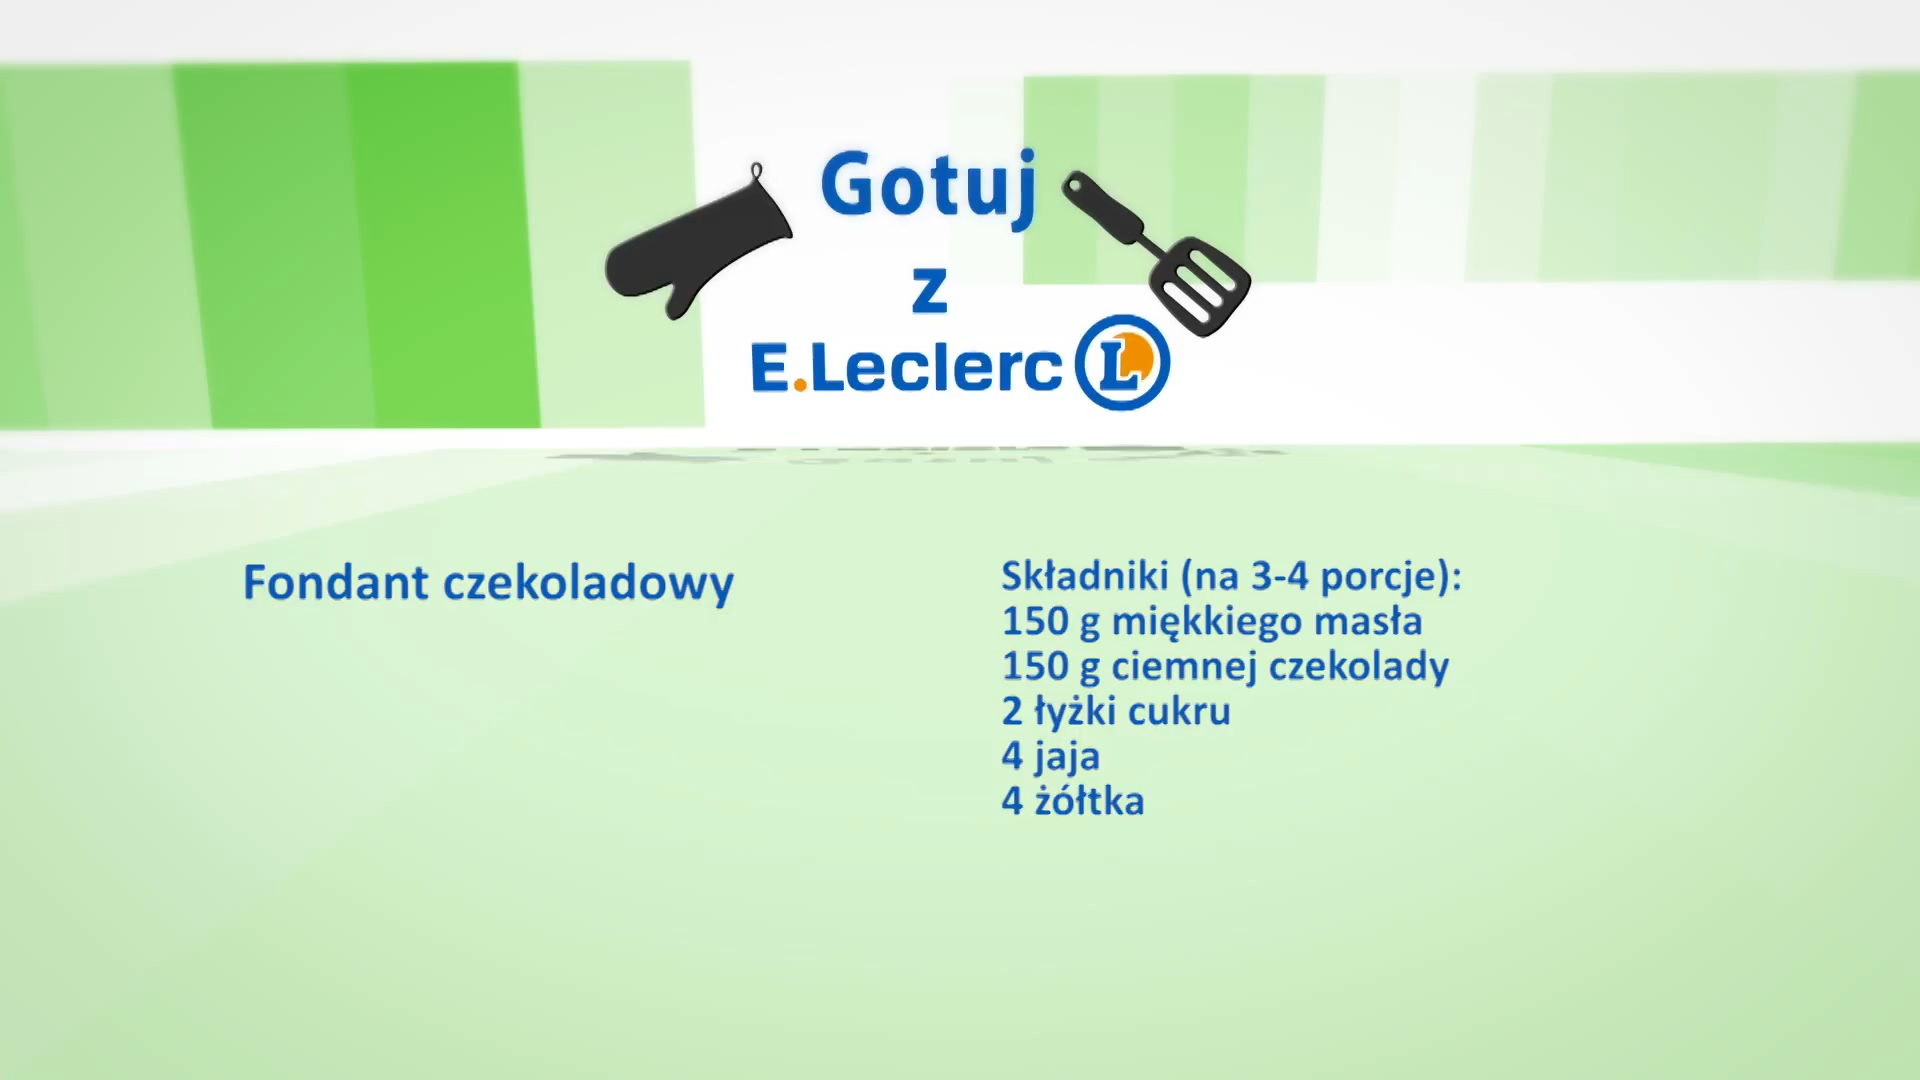 Gotuj
z
E.Leclerc L
Fondant czekoladowy
Składniki (na 3-4 porcje):
150 g miękkiego masła
150 g ciemnej czekolady
2 łyżki cukru
4 jaja
4 żółtka